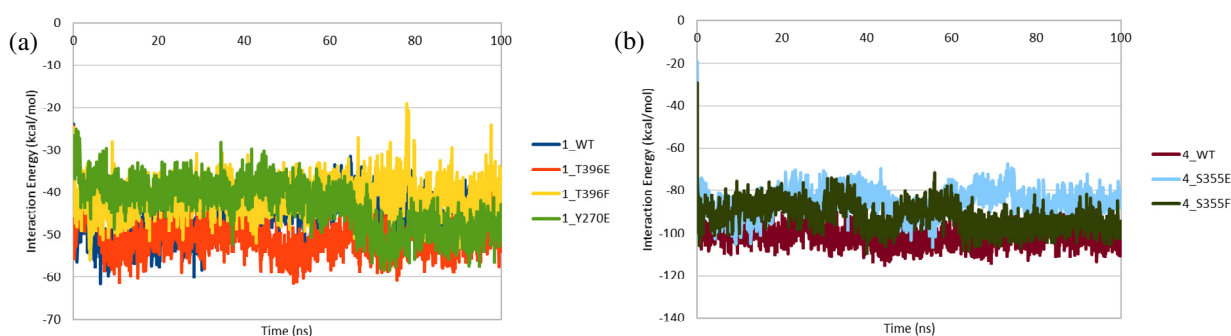 (a)
0
-10
-20
-30
-40
-50
-60
-70
0 20 40 60 80 100
Interaction Energy (kcal/mol)
Time (ns)
1_WT
1_T396E
1_T396F
1_Y270E
(b)
0
-20
-40
-60
-80
-100
-120
-140
0 20 40 60 80 100
Interaction Energy (kcal/mol)
Time (ns)
4_WT
4_S355E
4_S355F